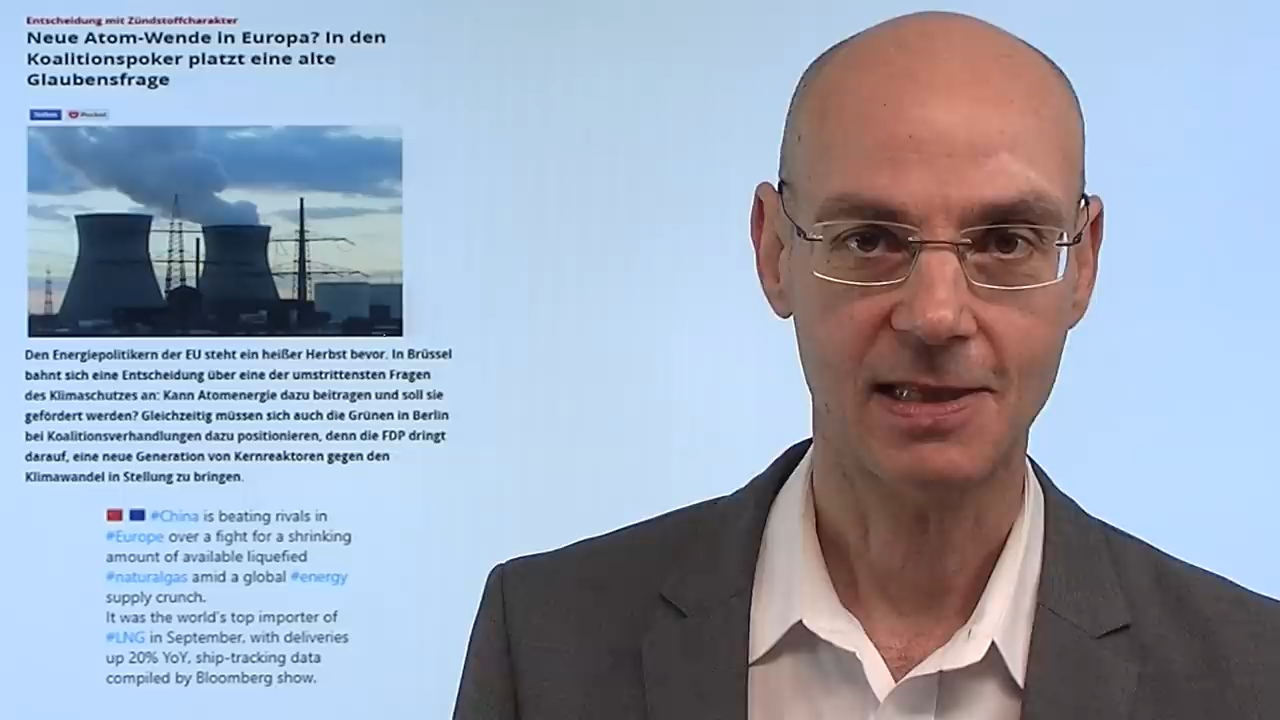 Entscheidung mit Zündstoffcharakter
Neue Atom-Wende in Europa? In den
Koalitionspoker platzt eine alte
Glaubensfrage
Teilen Pocket
Den Energiepolitikern der EU steht ein heißer Herbst bevor. In Brüssel
bahnt sich eine Entscheidung über eine der umstrittensten Fragen
des Klimaschutzes an: Kann Atomenergie dazu beitragen und soll sie
gefördert werden? Gleichzeitig müssen sich auch die Grünen in Berlin
bei Koalitionsverhandlungen dazu positionieren, denn die FDP dringt
darauf, eine neue Generation von Kernreaktoren gegen den
Klimawandel in Stellung zu bringen.
#China is beating rivals in
#Europe over a fight for a shrinking
amount of available liquefied
#naturalgas amid a global #energy
supply crunch.
It was the world's top importer of
#LNG in September, with deliveries
up 20% YoY, ship-tracking data
compiled by Bloomberg show.